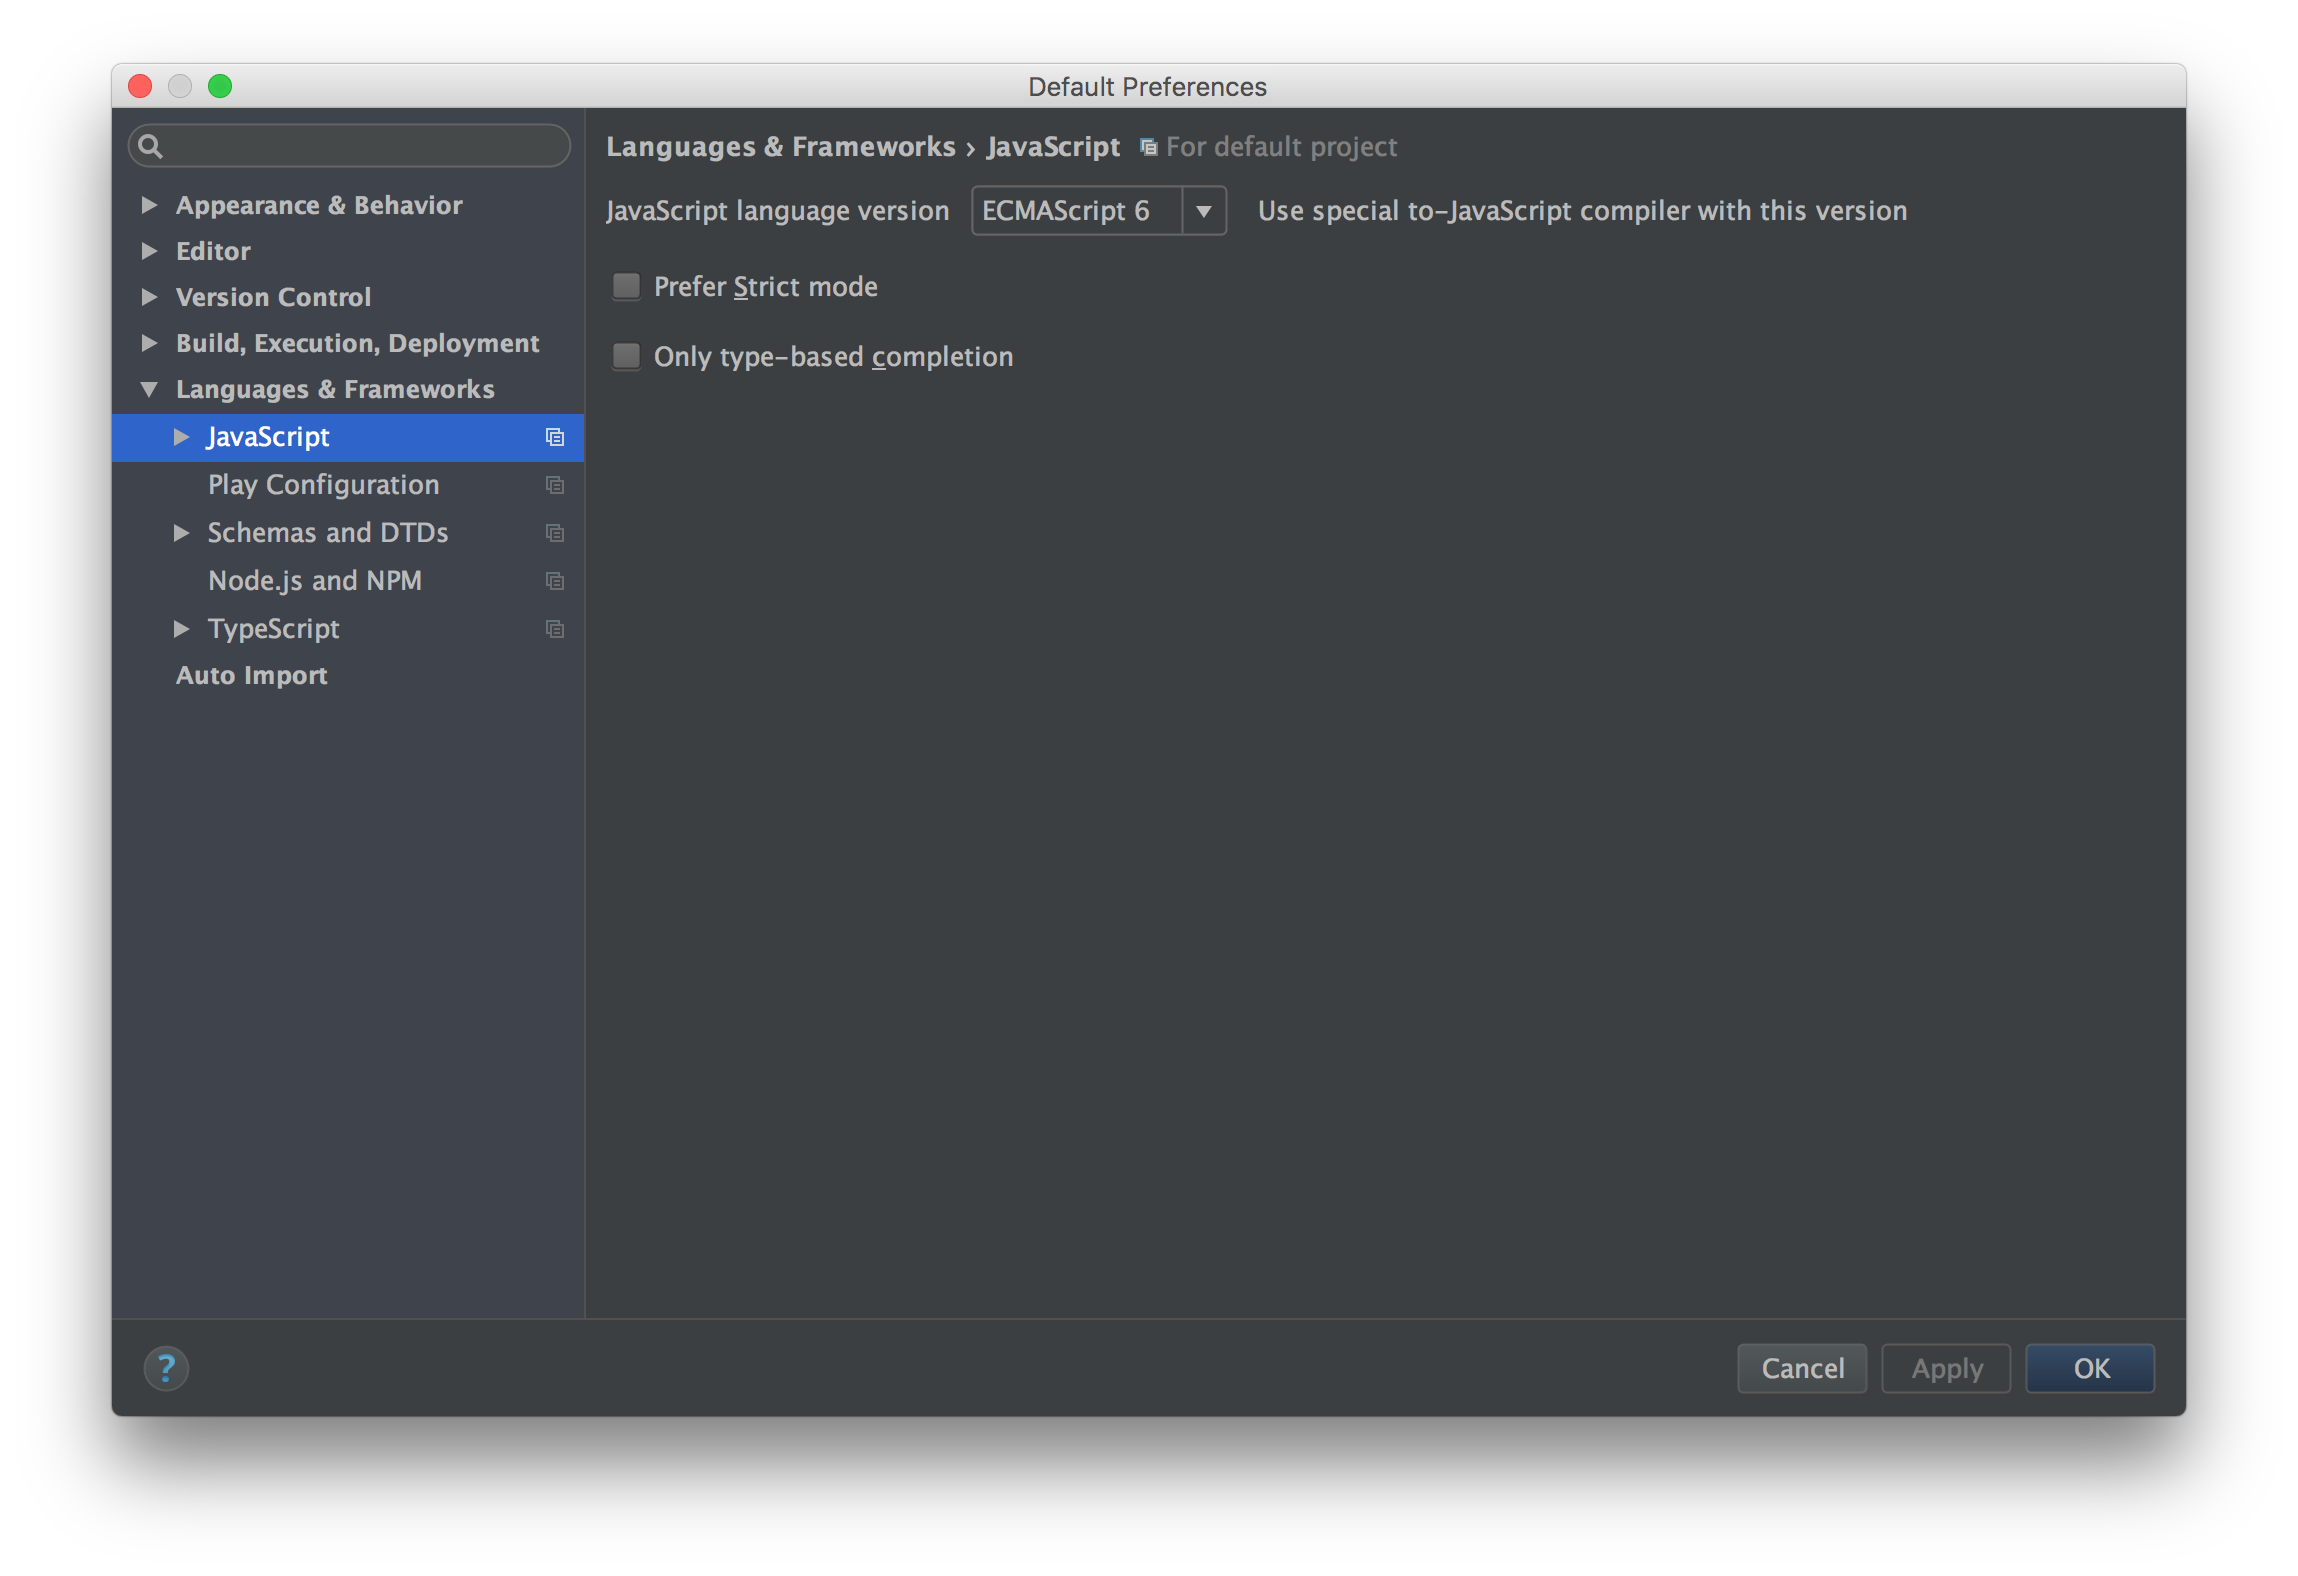 Default Preferences
Appearance & Behavior
Editor
Version Control
Build, Execution, Deployment
Languages & Frameworks
JavaScript
Play Configuration
Schemas and DTDs
Node.js and NPM
TypeScript
Auto Import
Languages & Frameworks › JavaScript For default project
JavaScript language version ECMAScript 6 Use special to-JavaScript compiler with this version
Prefer Strict mode
Only type-based completion
? Cancel Apply OK